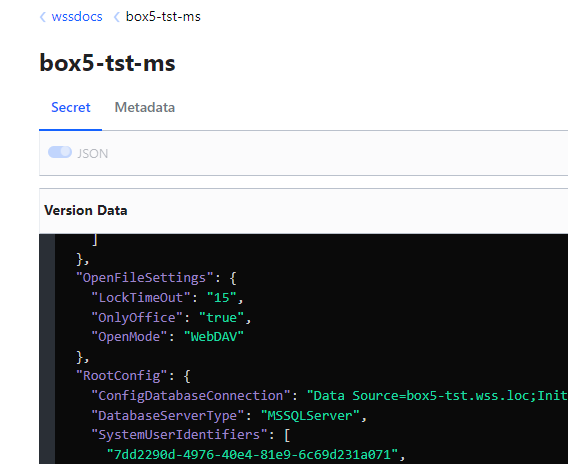 wssdocs box5-tst-ms
box5-tst-ms
Secret Metadata
JSON
Version Data
]
},
"OpenFileSettings": {
"LockTimeOut": "15",
"OnlyOffice": "true",
"OpenMode": "WebDAV"
},
"RootConfig": {
"ConfigDatabaseConnection": "Data Source=box5-tst.wss.loc;Init
"DatabaseServerType": "MSSQLServer",
"SystemUserIdentifiers": [
"7dd2290d-4976-40e4-81e9-6c69d231a071",